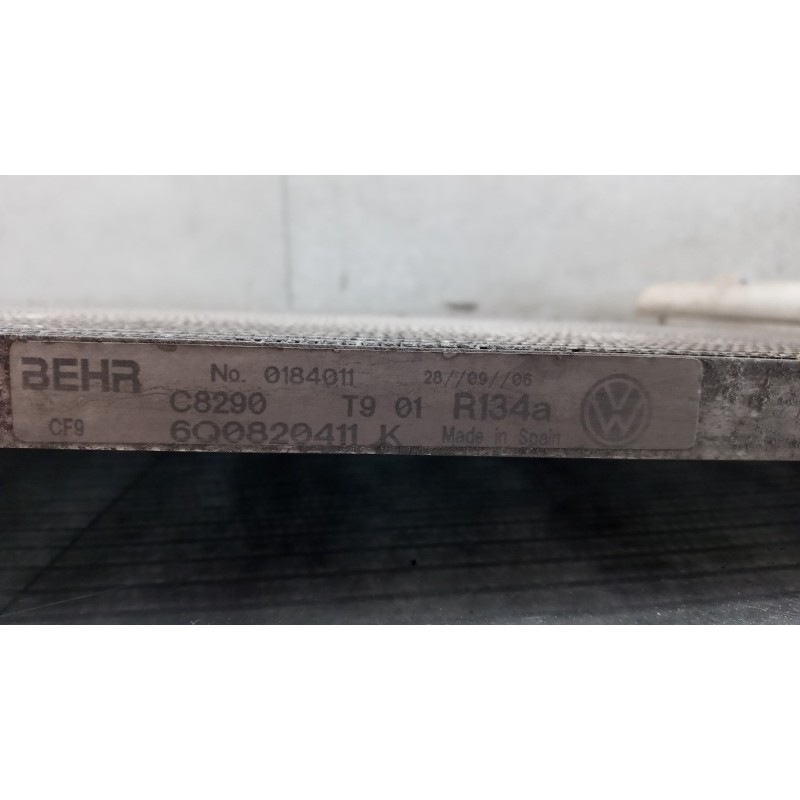 BEHR No. 0184011 28//09//06
C8290 T9 01 R134a
CF9 6Q0820411 K Made in Spain